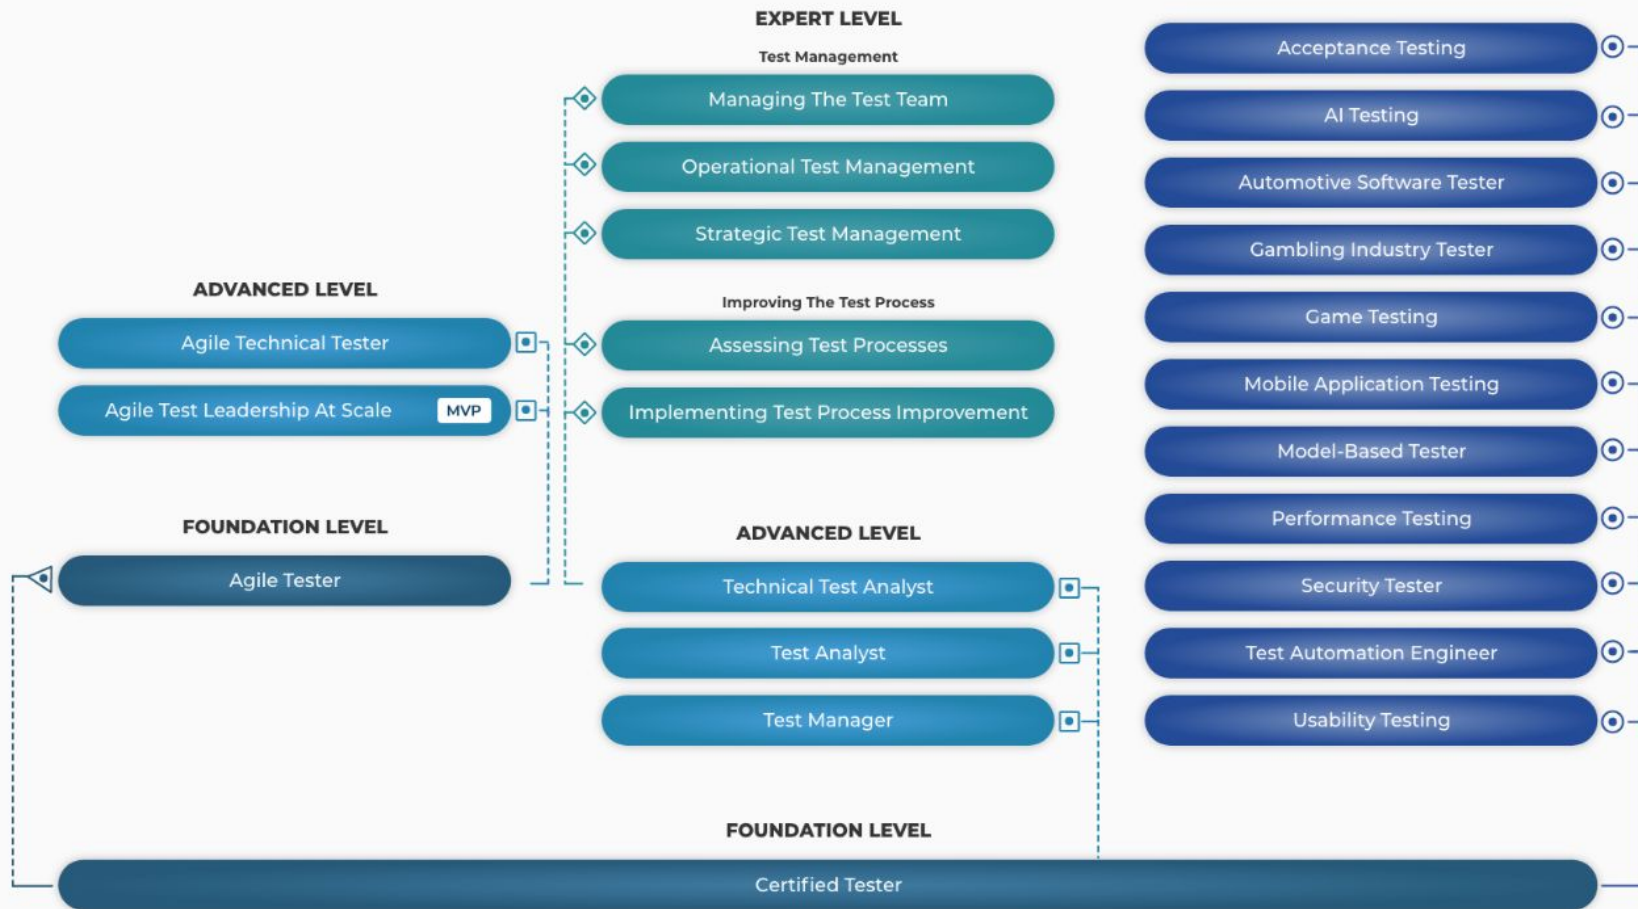 EXPERT LEVEL
Test Management
Managing The Test Team
Operational Test Management
Strategic Test Management
Improving The Test Process
Assessing Test Processes
Implementing Test Process Improvement
ADVANCED LEVEL
Agile Technical Tester
Agile Test Leadership At Scale MVP
FOUNDATION LEVEL
Agile Tester
ADVANCED LEVEL
Technical Test Analyst
Test Analyst
Test Manager
Acceptance Testing
AI Testing
Automotive Software Tester
Gambling Industry Tester
Game Testing
Mobile Application Testing
Model-Based Tester
Performance Testing
Security Tester
Test Automation Engineer
Usability Testing
FOUNDATION LEVEL
Certified Tester